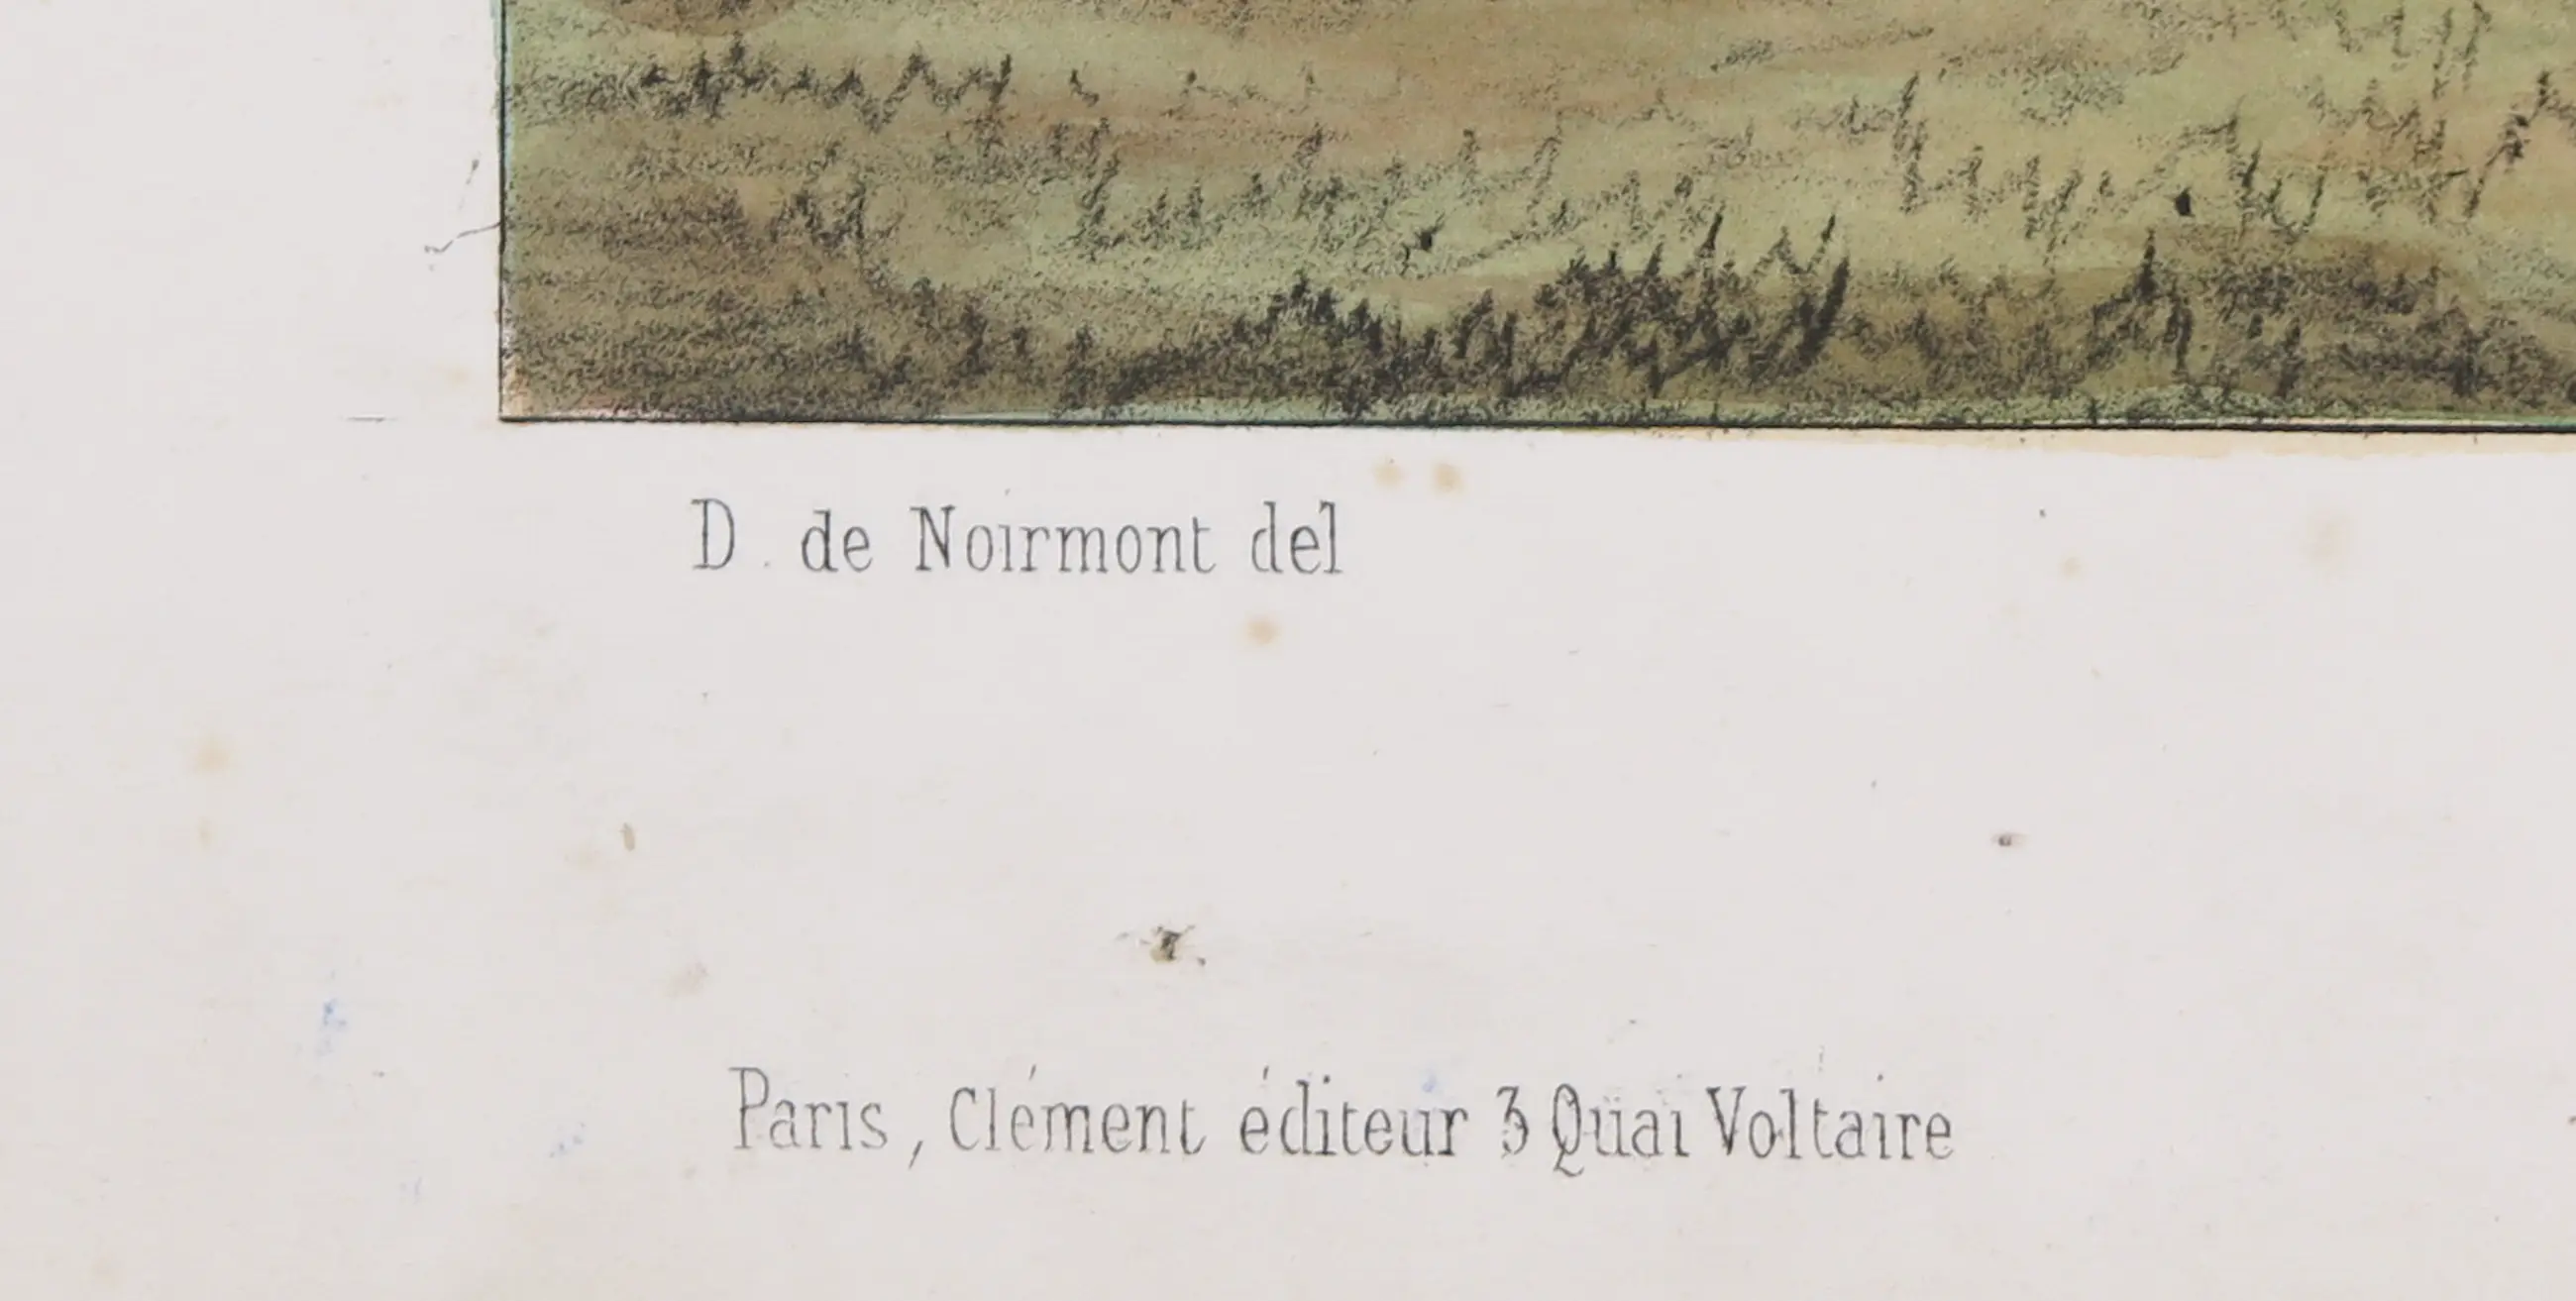 D. de Noirmont del
Paris, Clément éditeur 3 Quai Voltaire